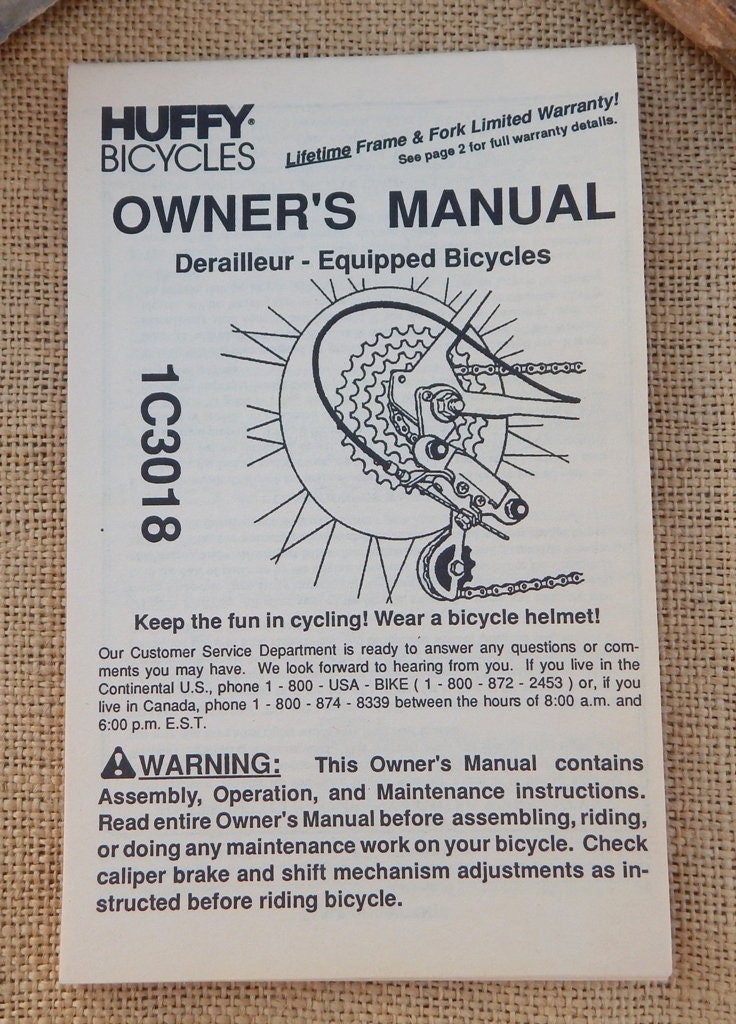 HUFFY®
BICYCLES
Lifetime Frame & Fork Limited Warranty!
See page 2 for full warranty details.
OWNER'S MANUAL
Derailleur - Equipped Bicycles
1C3018
Keep the fun in cycling! Wear a bicycle helmet!
Our Customer Service Department is ready to answer any questions or com-
ments you may have. We look forward to hearing from you. If you live in the
Continental U.S., phone 1 - 800 - USA - BIKE ( 1 - 800 - 872 - 2453 ) or, if you
live in Canada, phone 1 - 800 - 874 - 8339 between the hours of 8:00 a.m. and
6:00 p.m. E.S.T.
WARNING: This Owner's Manual contains
Assembly, Operation, and Maintenance instructions.
Read entire Owner's Manual before assembling, riding,
or doing any maintenance work on your bicycle. Check
caliper brake and shift mechanism adjustments as in-
structed before riding bicycle.